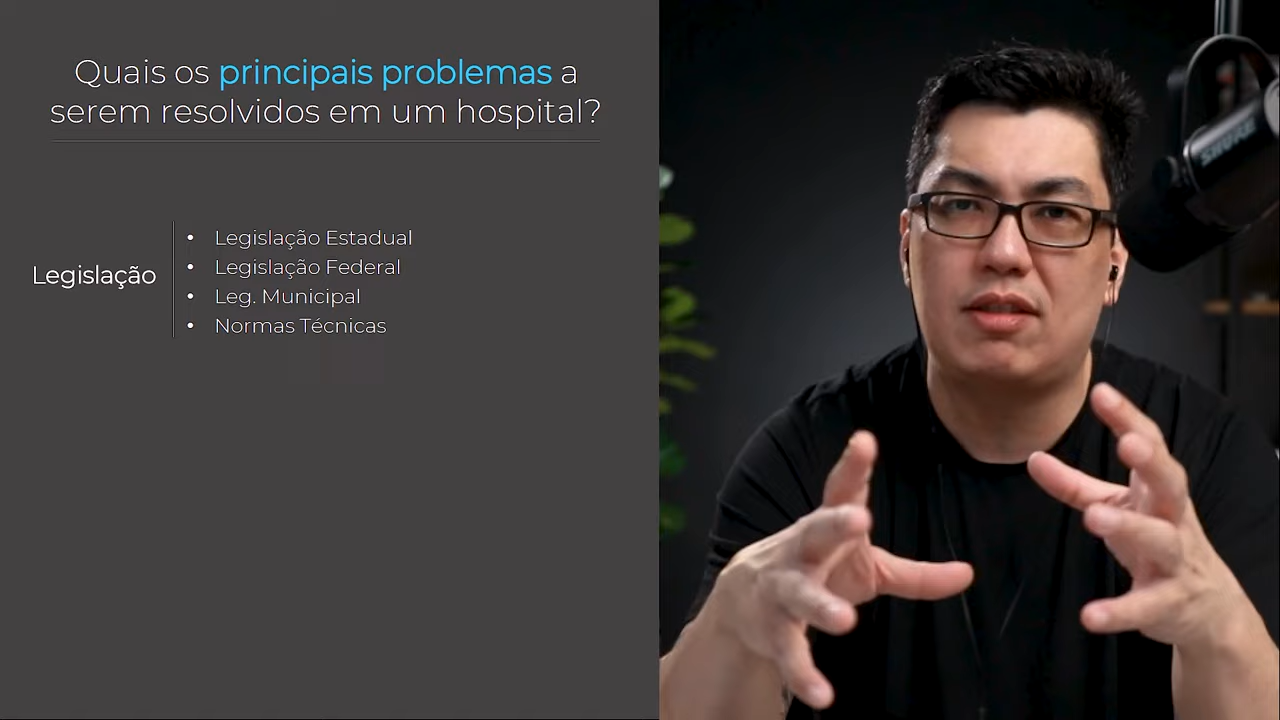 Quais os principais problemas a
serem resolvidos em um hospital?
Legislação
• Legislação Estadual
• Legislação Federal
• Leg. Municipal
• Normas Técnicas
SHURE